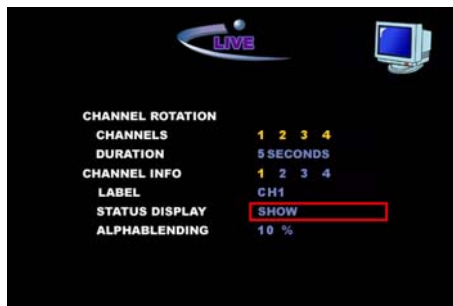 LIVE
CHANNEL ROTATION
CHANNELS 1 2 3 4
DURATION 5 SECONDS
CHANNEL INFO 1 2 3 4
LABEL CH1
STATUS DISPLAY SHOW
ALPHABLENDING 10 %